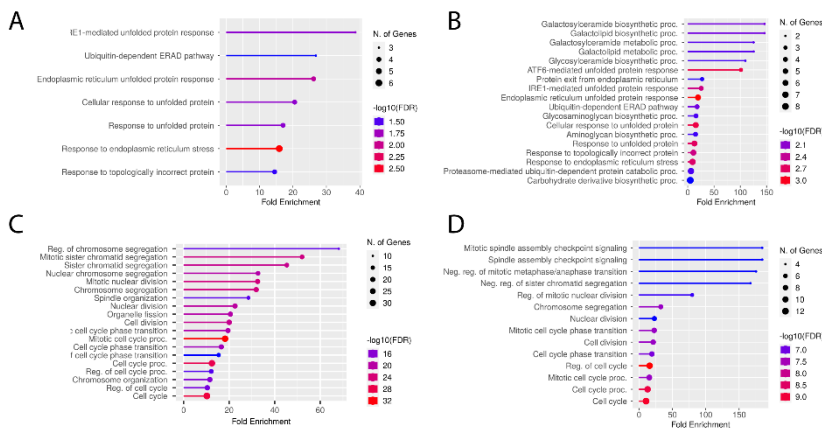 A
IRE1-mediated unfolded protein response
Ubiquitin-dependent ERAD pathway
Endoplasmic reticulum unfolded protein response
Cellular response to unfolded protein
Response to unfolded protein
Response to endoplasmic reticulum stress
Response to topologically incorrect protein
0 10 20 30 40
Fold Enrichment
N. of Genes
3
4
5
6
-log10(FDR)
1.50
1.75
2.00
2.25
2.50
B
Galactosylceramide biosynthetic proc.
Galactolipid biosynthetic proc.
Galactosylceramide metabolic proc.
Galactolipid metabolic proc.
Glycosylceramide biosynthetic proc.
ATF6-mediated unfolded protein response
Protein exit from endoplasmic reticulum
IRE1-mediated unfolded protein response
Endoplasmic reticulum unfolded protein response
Ubiquitin-dependent ERAD pathway
Glycosaminoglycan biosynthetic proc.
Cellular response to unfolded protein
Aminoglycan biosynthetic proc.
Response to unfolded protein
Response to topologically incorrect protein
Response to endoplasmic reticulum stress
Proteasome-mediated ubiquitin-dependent protein catabolic proc.
Carbohydrate derivative biosynthetic proc.
0 50 100 150
Fold Enrichment
N. of Genes
2
3
4
5
6
7
8
-log10(FDR)
2.1
2.4
2.7
3.0
C
Reg. of chromosome segregation
Mitotic sister chromatid segregation
Sister chromatid segregation
Nuclear chromosome segregation
Mitotic nuclear division
Chromosome segregation
Spindle organization
Nuclear division
Organelle fission
Cell division
c cell cycle phase transition
Mitotic cell cycle proc.
Cell cycle phase transition
f cell cycle phase transition
Cell cycle proc.
Reg. of cell cycle proc.
Chromosome organization
Reg. of cell cycle
Cell cycle
0 20 40 60
Fold Enrichment
N. of Genes
10
15
20
25
30
-log10(FDR)
16
20
24
28
32
D
Mitotic spindle assembly checkpoint signaling
Spindle assembly checkpoint signaling
Neg. reg. of mitotic metaphase/anaphase transition
Neg. reg. of sister chromatid segregation
Reg. of mitotic nuclear division
Chromosome segregation
Nuclear division
Mitotic cell cycle phase transition
Cell division
Cell cycle phase transition
Reg. of cell cycle
Mitotic cell cycle proc.
Cell cycle proc.
Cell cycle
0 50 100 150
Fold Enrichment
N. of Genes
4
6
8
10
12
-log10(FDR)
7.0
7.5
8.0
8.5
9.0